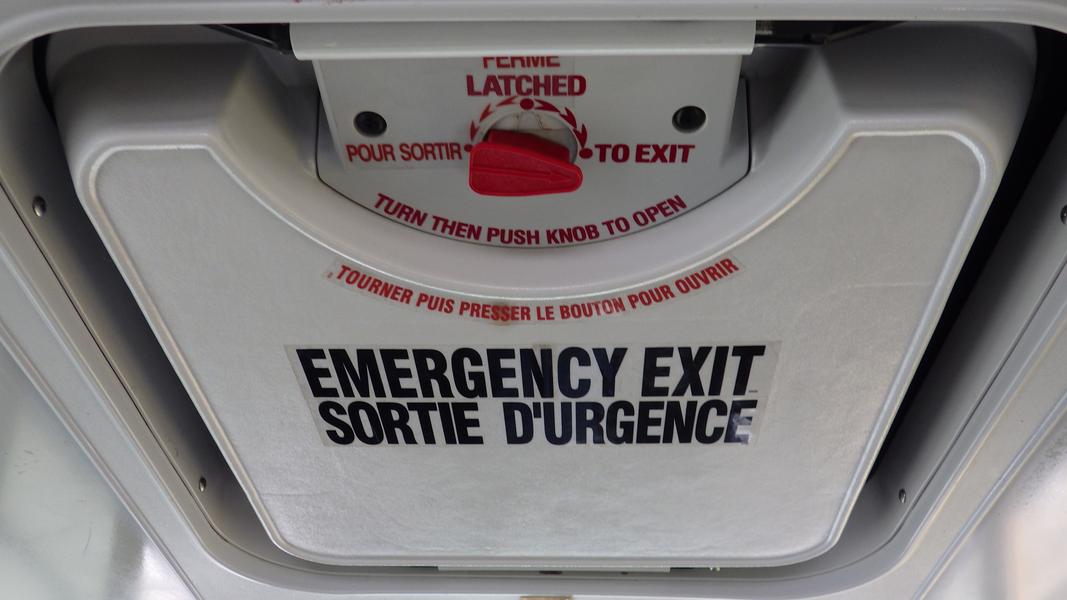 FERME
LATCHED
POUR SORTIR
TO EXIT
TURN THEN PUSH KNOB TO OPEN
TOURNER PUIS PRESSER LE BOUTON POUR OUVRIR
EMERGENCY EXIT
SORTIE D'URGENCE